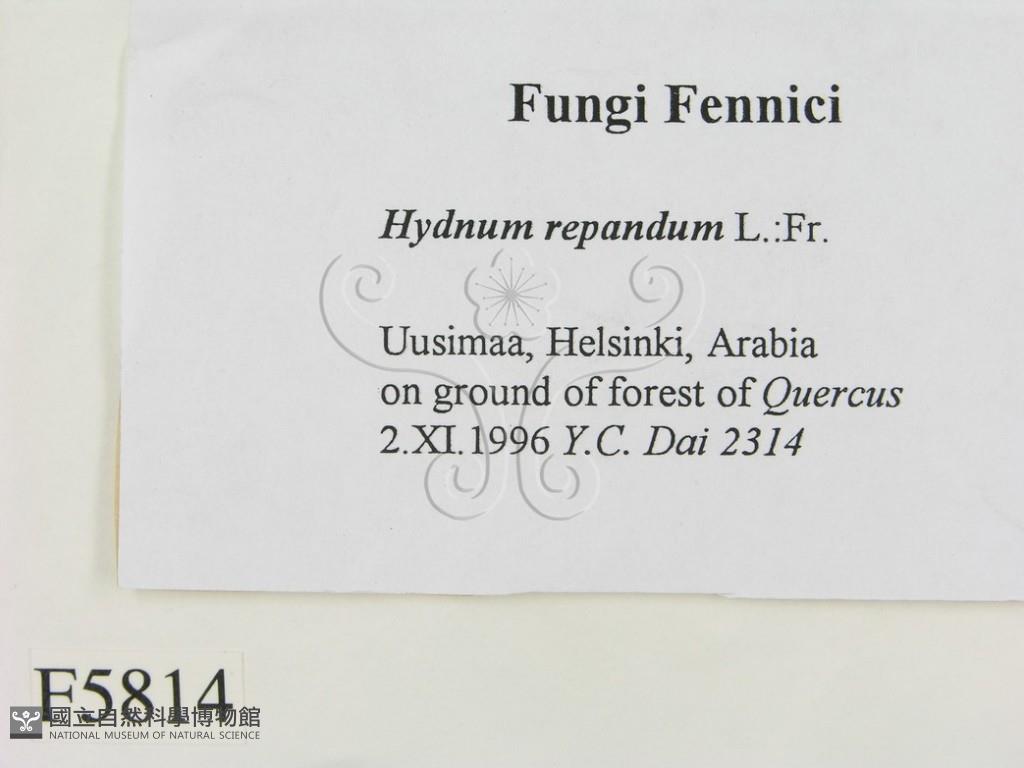 Fungi Fennici
Hydnum repandum L.:Fr.
Uusimaa, Helsinki, Arabia
on ground of forest of Quercus
2.XI.1996 Y.C. Dai 2314
F5814
國立自然科學博物館
NATIONAL MUSEUM OF NATURAL SCIENCE